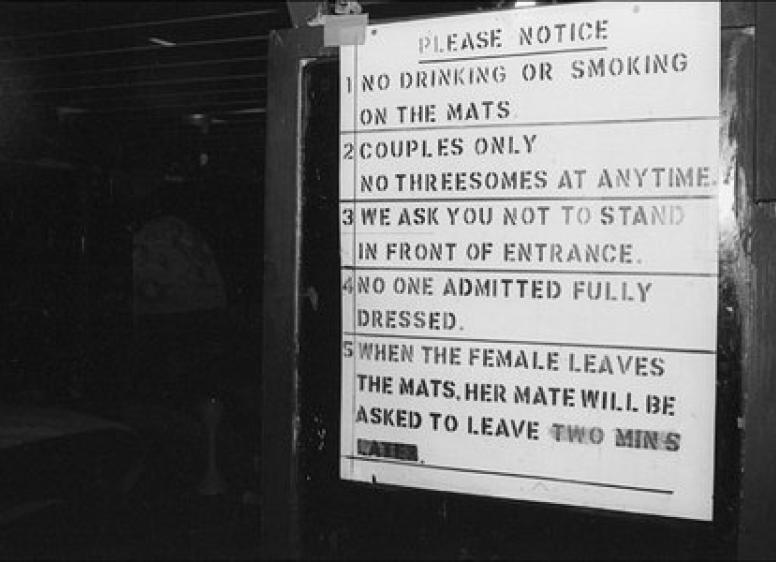 PLEASE NOTICE
1 NO DRINKING OR SMOKING
ON THE MATS.
2 COUPLES ONLY
NO THREESOMES AT ANYTIME.
3 WE ASK YOU NOT TO STAND
IN FRONT OF ENTRANCE.
4 NO ONE ADMITTED FULLY
DRESSED.
5 WHEN THE FEMALE LEAVES
THE MATS, HER MATE WILL BE
ASKED TO LEAVE TWO MINS
LATER.